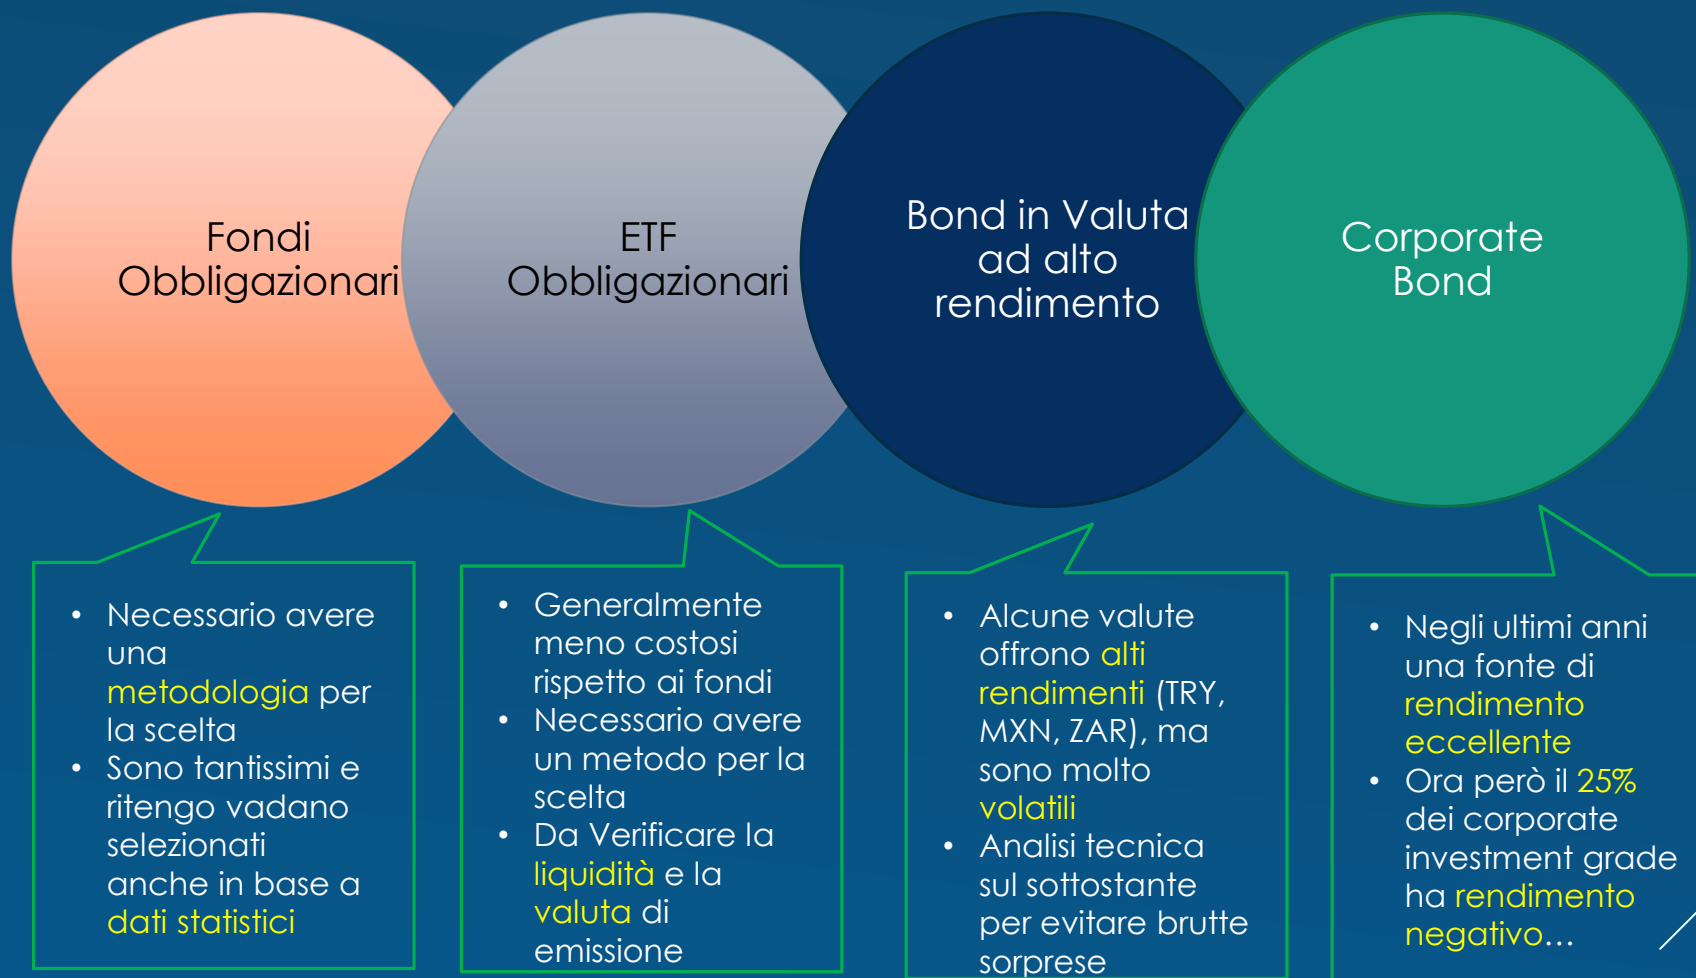 Fondi
Obbligazionari
ETF
Obbligazionari
Bond in Valuta
ad alto
rendimento
Corporate
Bond
• Necessario avere
una
metodologia per
la scelta
• Sono tantissimi e
ritengo vadano
selezionati
anche in base a
dati statistici
• Generalmente
meno costosi
rispetto ai fondi
• Necessario avere
un metodo per la
scelta
• Da Verificare la
liquidità e la
valuta di
emissione
• Alcune valute
offrono alti
rendimenti (TRY,
MXN, ZAR), ma
sono molto
volatili
• Analisi tecnica
sul sottostante
per evitare brutte
sorprese
• Negli ultimi anni
una fonte di
rendimento
eccellente
• Ora però il 25%
dei corporate
investment grade
ha rendimento
negativo…